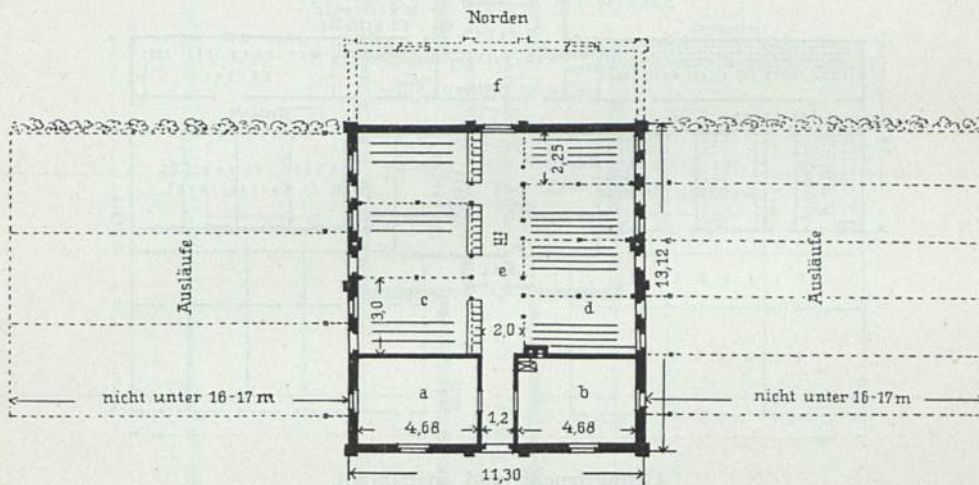 Norden
f
2,25
H
e
13,12
Ausläufe
Ausläufe
3,0
c
2,0
d
nicht unter 16-17 m
a
b
nicht unter 16-17 m
4,68
1,2
4,68
11,30